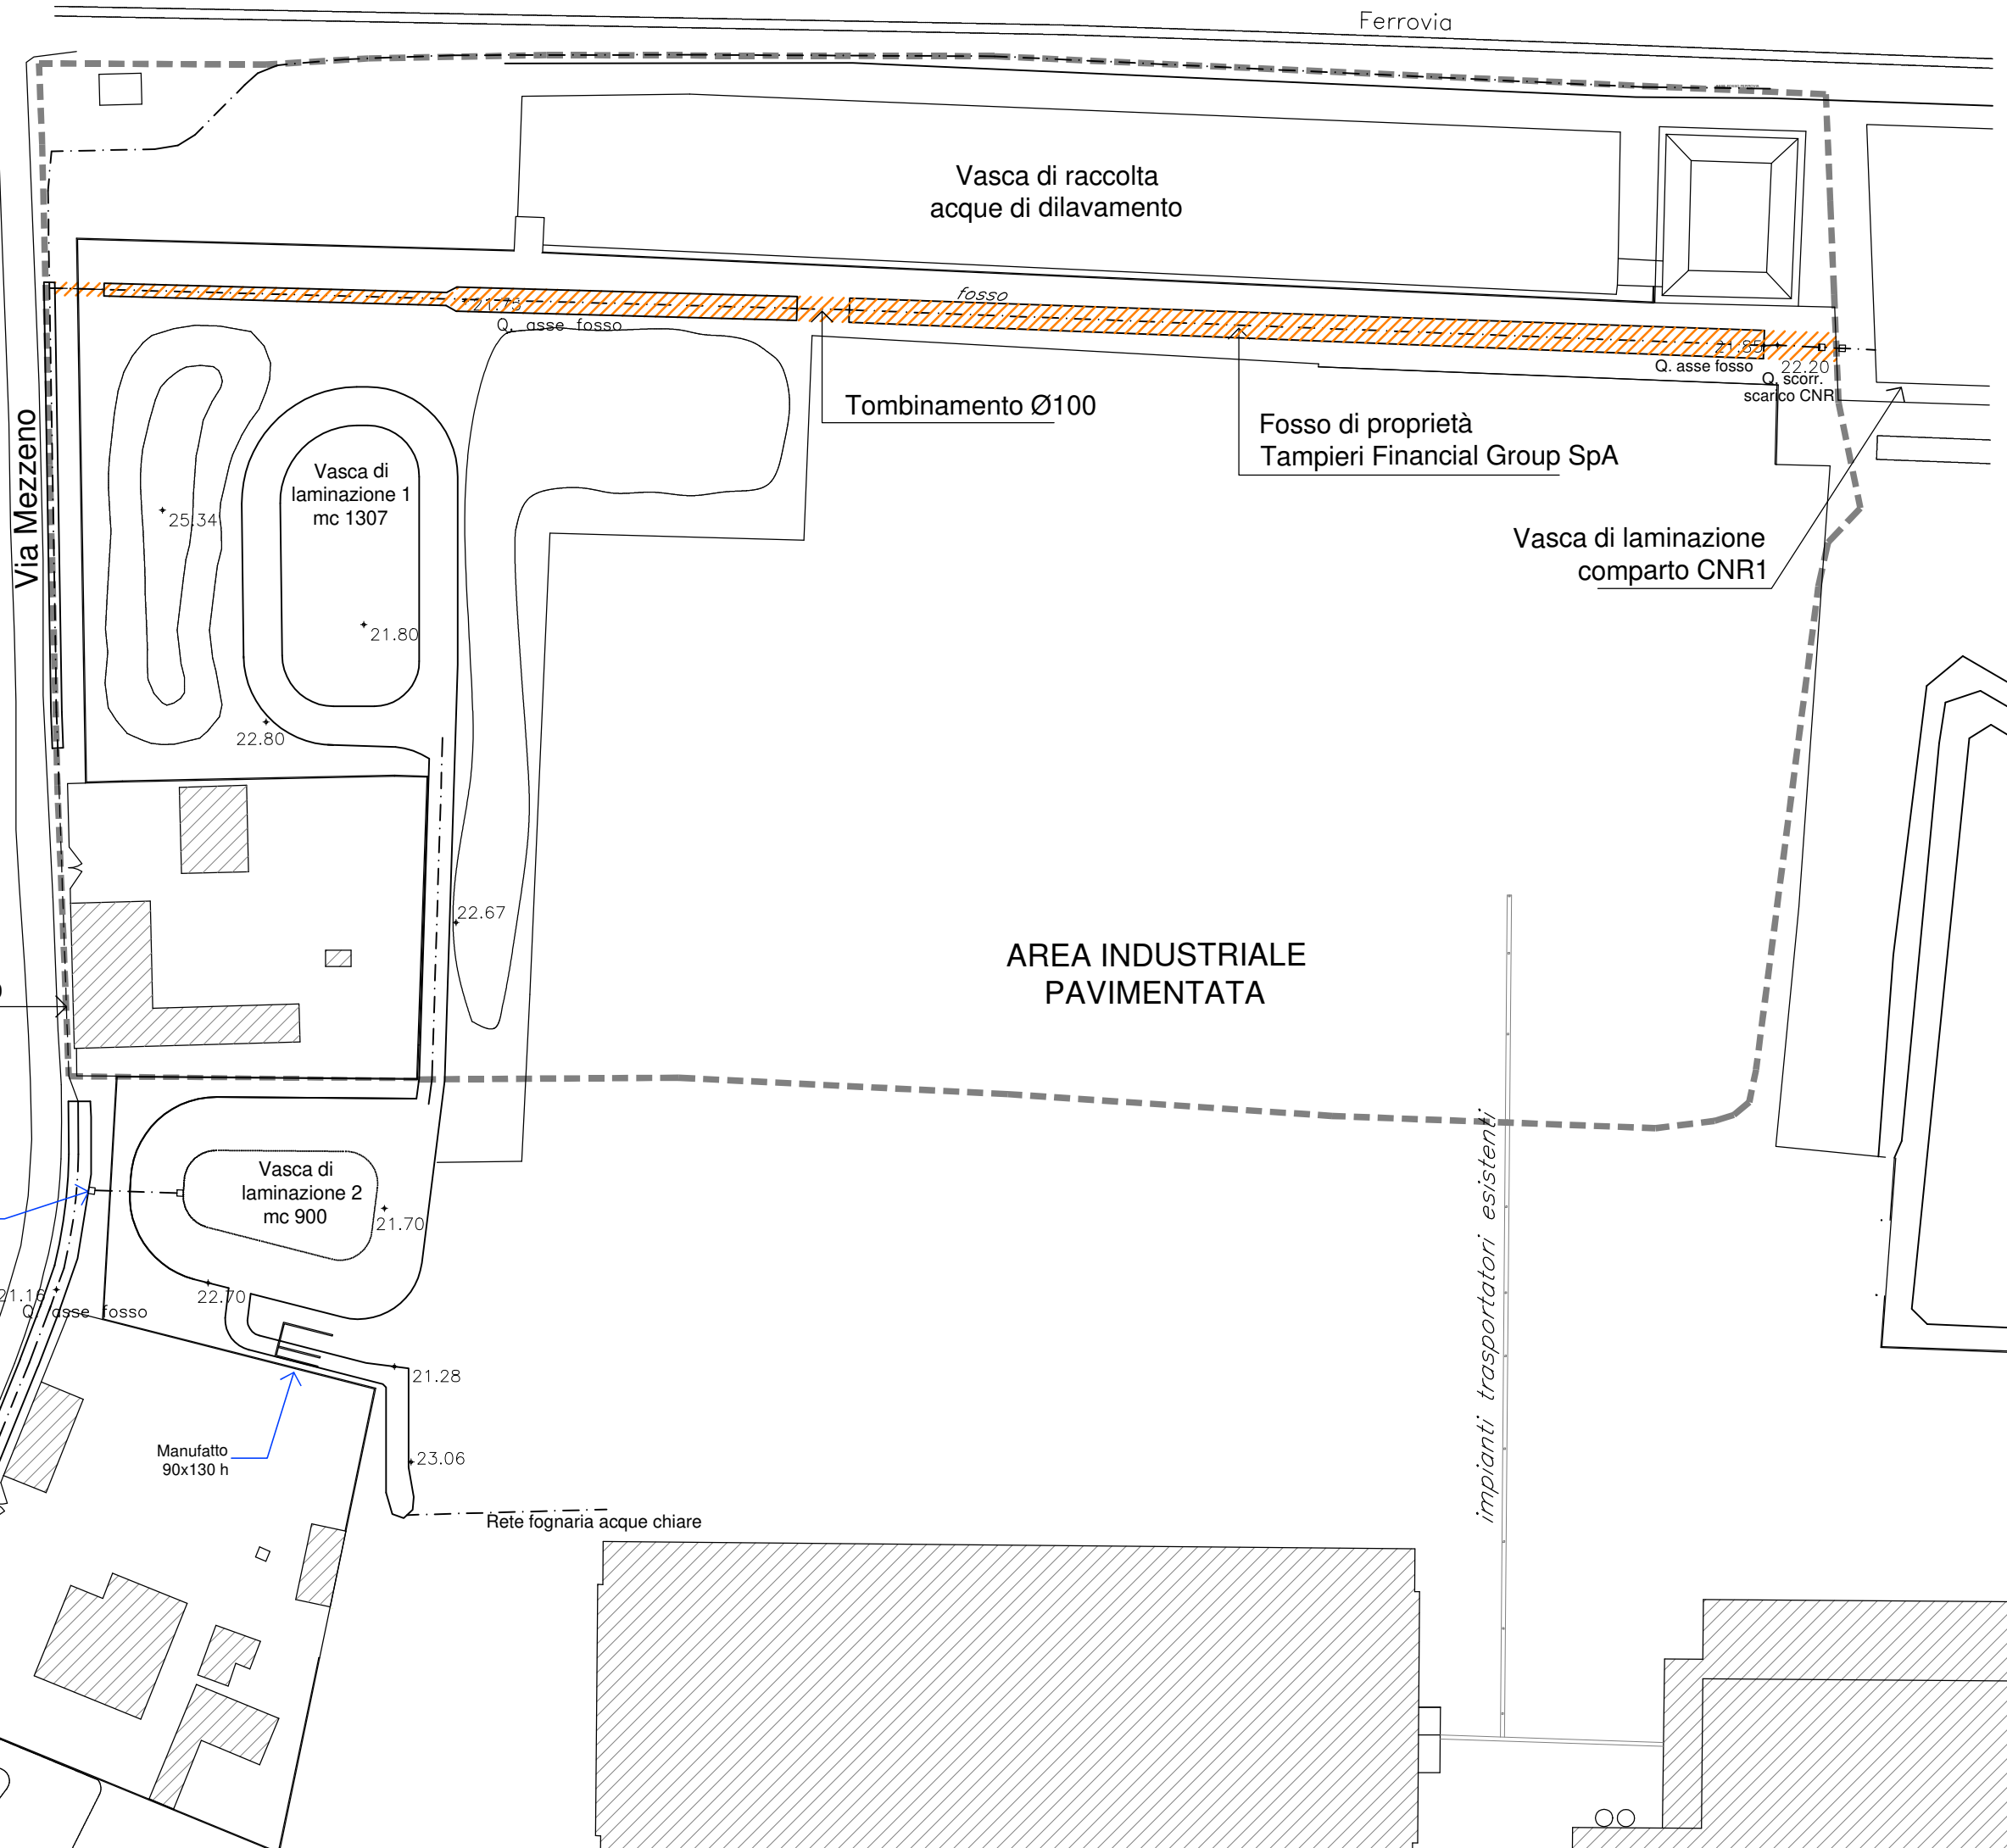 Ferrovia
Vasca di raccolta
acque di dilavamento
fosso
21.73
Q. asse fosso
21.85
Q. asse fosso
22.20
Q. scorr.
scarico CNR
Tombinamento Ø100
Fosso di proprietà
Tampieri Financial Group SpA
Via Mezzeno
Vasca di
laminazione 1
mc 1307
25.34
Vasca di laminazione
comparto CNR1
21.80
22.80
22.67
AREA INDUSTRIALE
PAVIMENTATA
Vasca di
laminazione 2
mc 900
21.70
22.70
21.16
Q. asse fosso
impianti trasportatori esistenti
21.28
Manufatto
90x130 h
23.06
Rete fognaria acque chiare